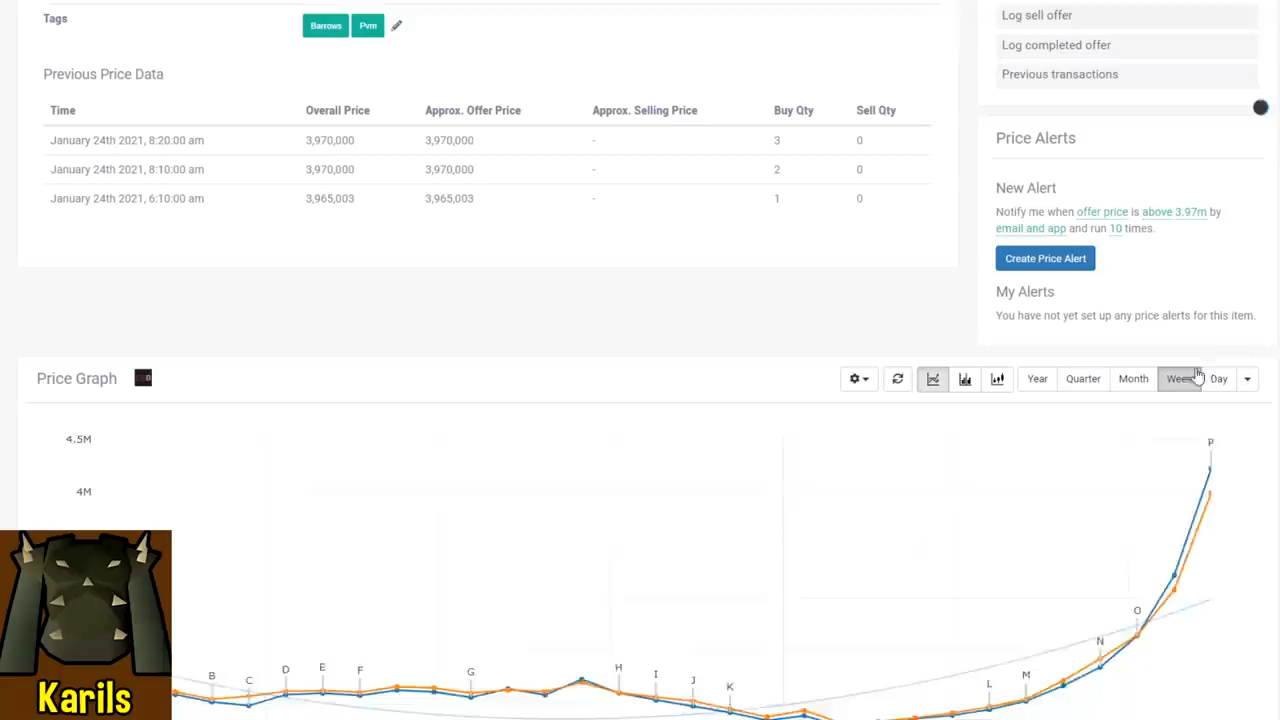 Tags
Barrows
Pvm
Log sell offer
Log completed offer
Previous transactions
Previous Price Data
Time Overall Price Approx. Offer Price Approx. Selling Price Buy Qty Sell Qty
January 24th 2021, 8:20:00 am 3,970,000 3,970,000 - 3 0
January 24th 2021, 8:10:00 am 3,970,000 3,970,000 - 2 0
January 24th 2021, 6:10:00 am 3,965,003 3,965,003 - 1 0
Price Alerts
New Alert
Notify me when offer price is above 3.97m by
email and app and run 10 times.
Create Price Alert
My Alerts
You have not yet set up any price alerts for this item.
Price Graph
Year Quarter Month Week Day
4.5M
4M
P
O
N
M
L
B
C
D
E
F
G
H
I
J
K
Karils